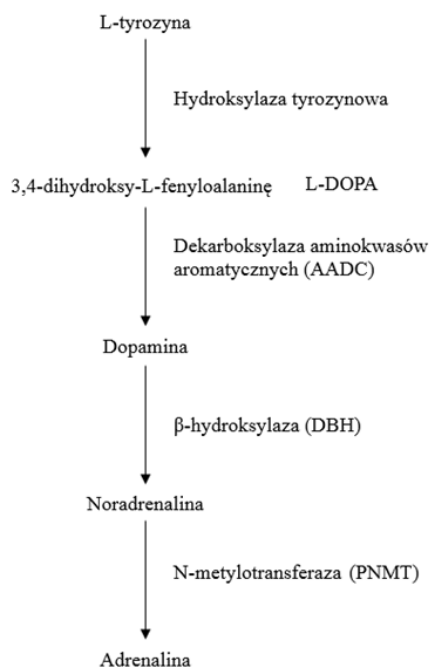 L-tyrozyna
Hydroksylaza tyrozynowa
3,4-dihydroksy-L-fenyloalaninę L-DOPA
Dekarboksylaza aminokwasów
aromatycznych (AADC)
Dopamina
β-hydroksylaza (DBH)
Noradrenalina
N-metylotransferaza (PNMT)
Adrenalina